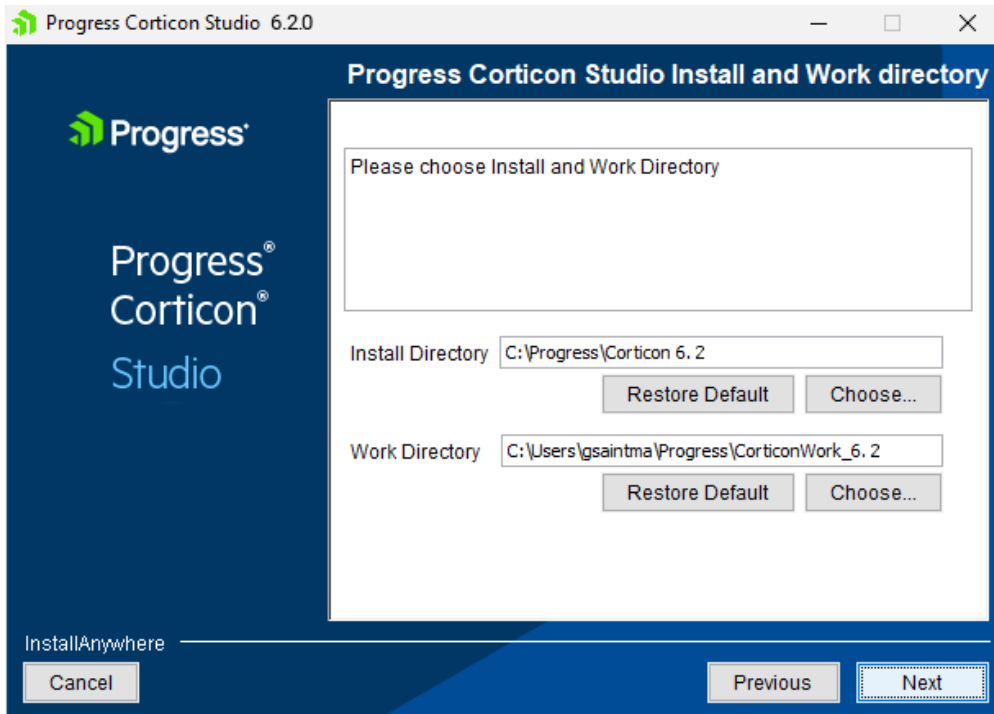 Progress Corticon Studio 6.2.0
Progress Corticon Studio Install and Work directory
Progress®
Progress®
Corticon®
Studio
Please choose Install and Work Directory
Install Directory C:\Progress\Corticon 6. 2
Restore Default Choose...
Work Directory C:\Users\gsaintma\Progress\CorticonWork_6. 2
Restore Default Choose...
InstallAnywhere
Cancel Previous Next